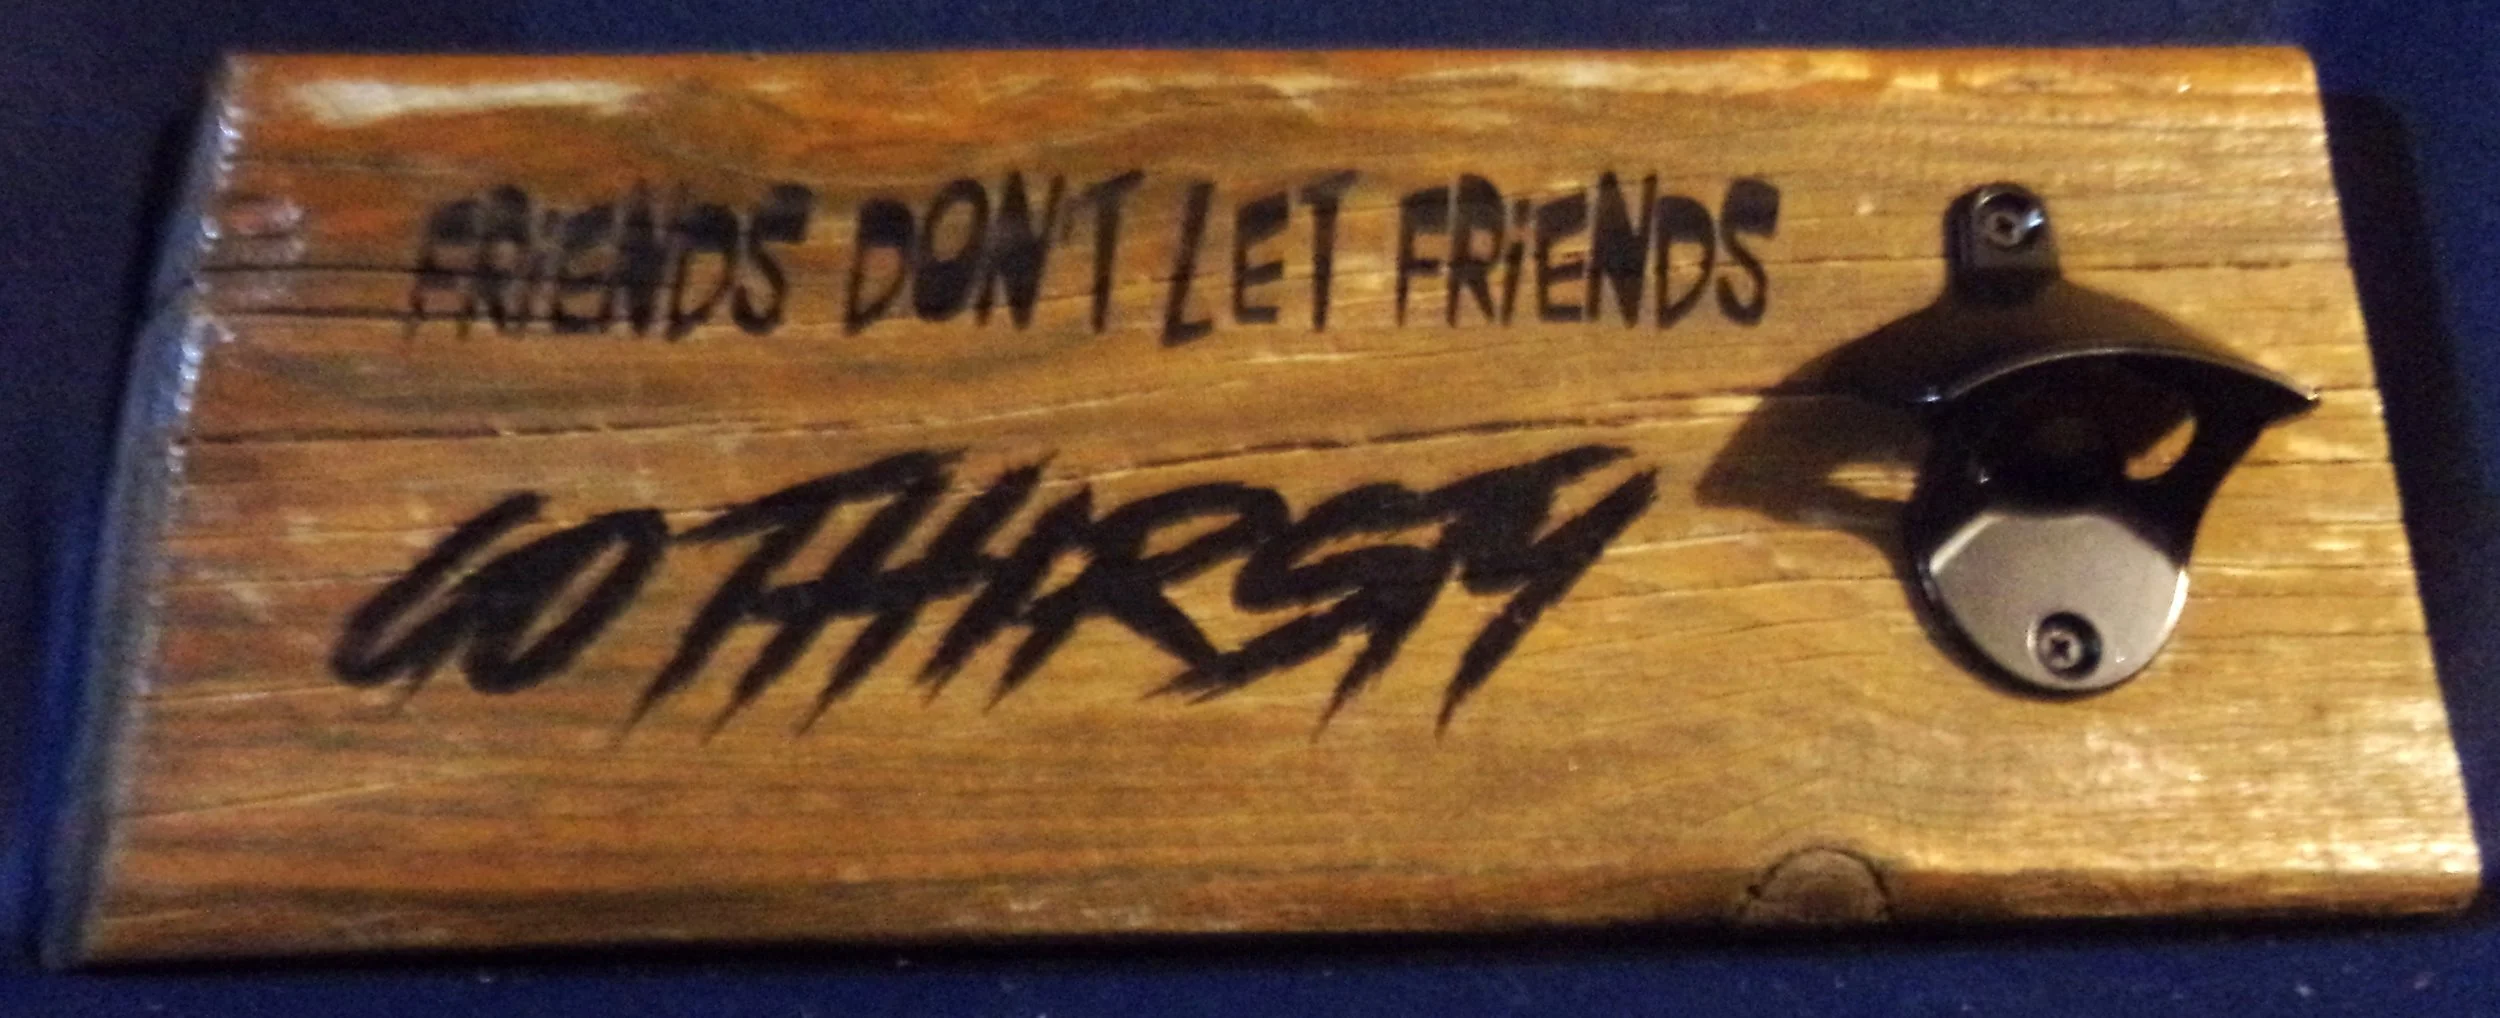 FRiENDS DON'T LET FRiENDS
GO THIRSTY